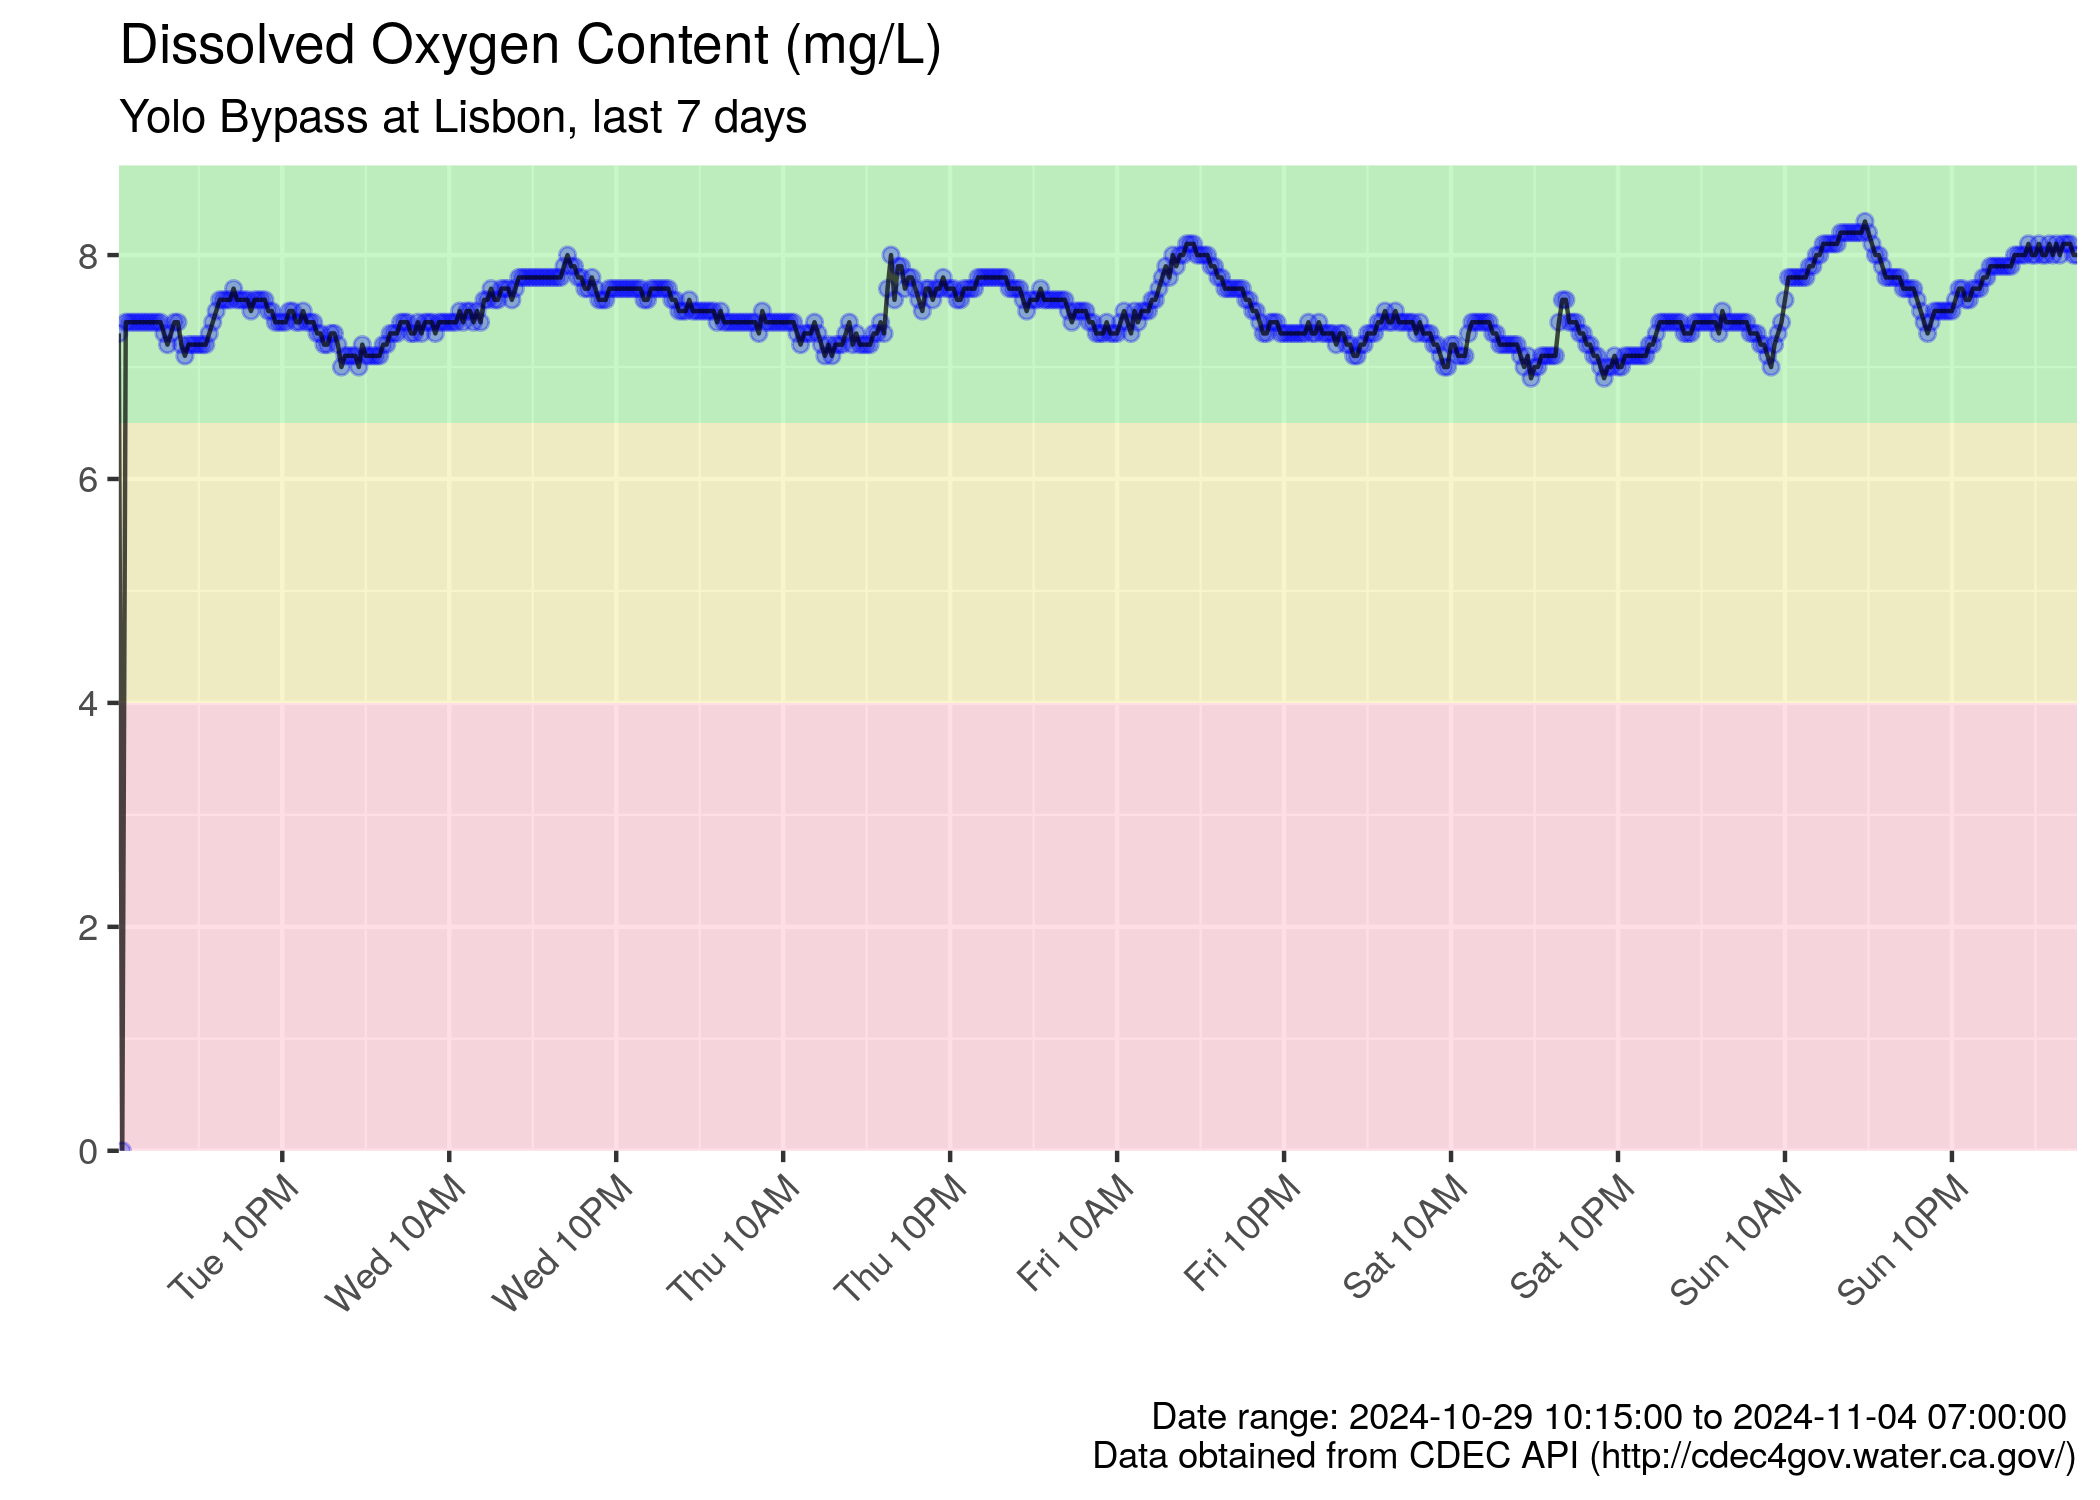 Dissolved Oxygen Content (mg/L)
Yolo Bypass at Lisbon, last 7 days
8
6
4
2
0
Tue 10PM
Wed 10AM
Wed 10PM
Thu 10AM
Thu 10PM
Fri 10AM
Fri 10PM
Sat 10AM
Sat 10PM
Sun 10AM
Sun 10PM
Date range: 2024-10-29 10:15:00 to 2024-11-04 07:00:00
Data obtained from CDEC API (http://cdec4gov.water.ca.gov/)